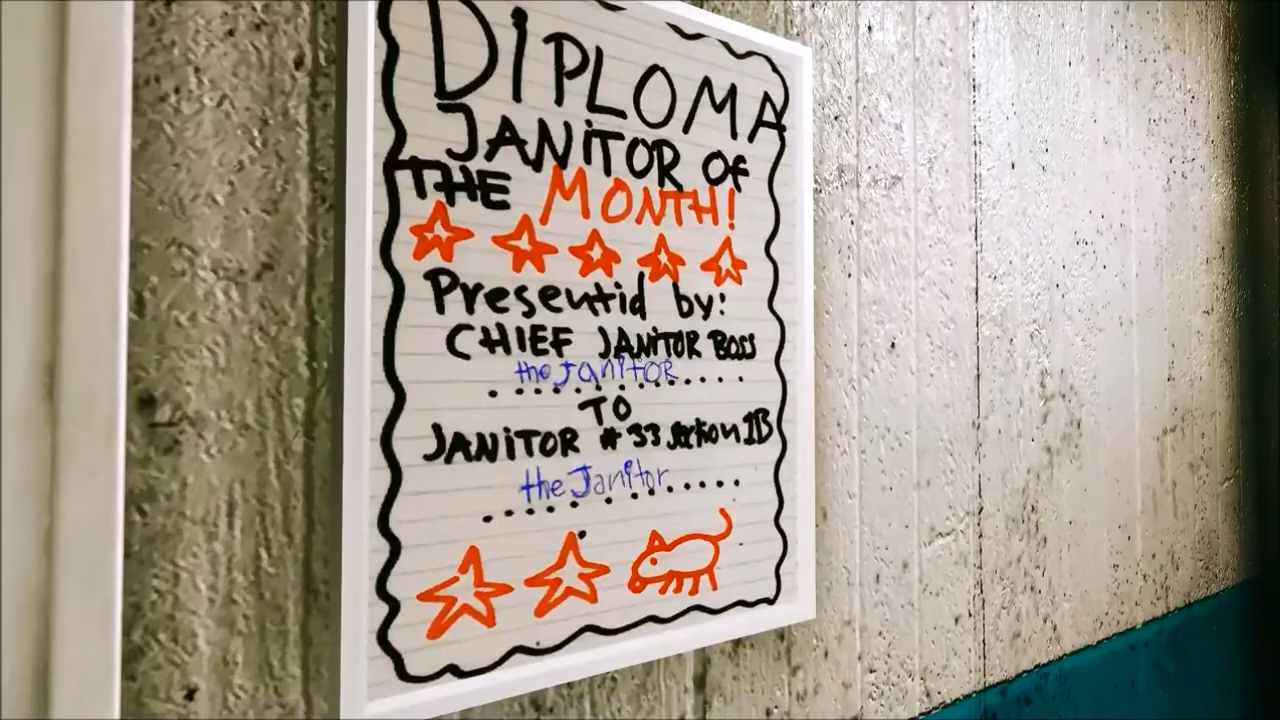 DIPLOMA
JANiTOR OF
THE MONTH!
Presentid by:
CHIEF JANiTOR BOSS
the JanitOR
TO
JANiTOR # 33 section 1B
the Janitor